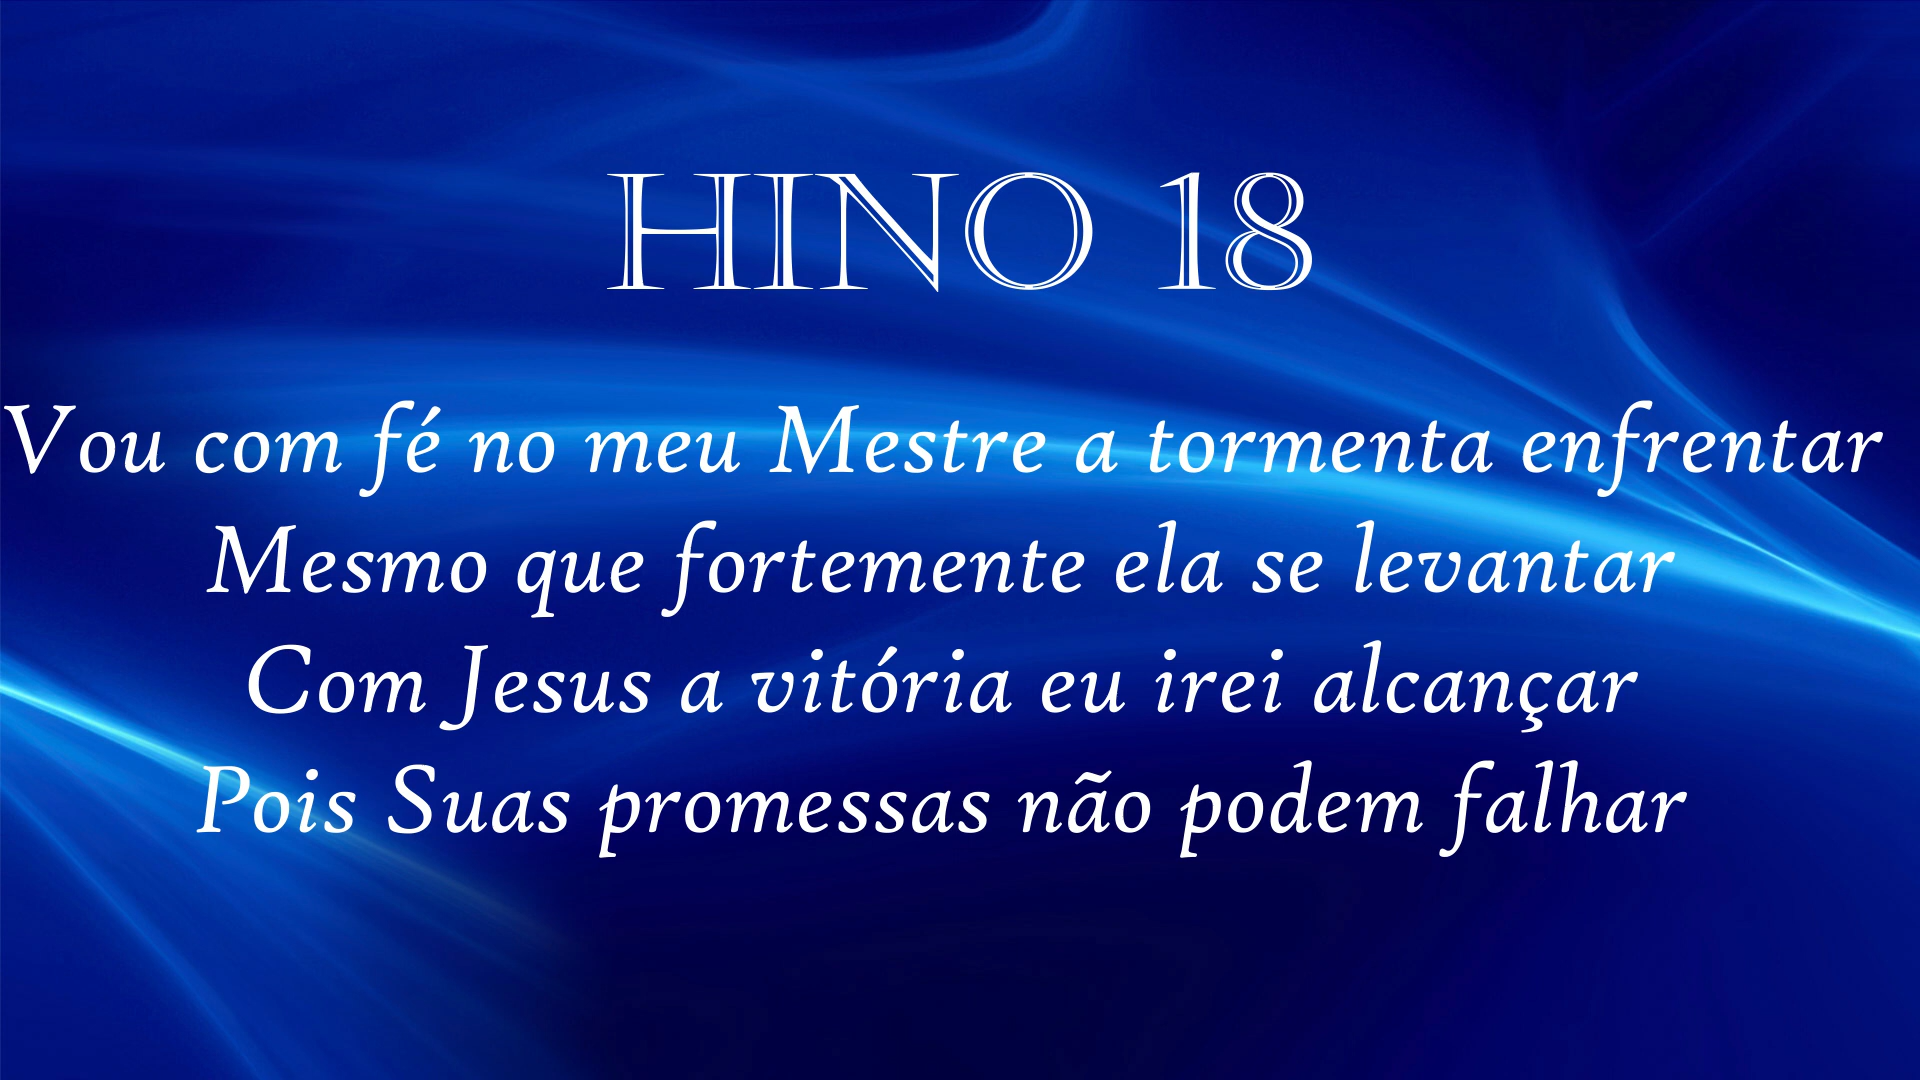 HINO 18
Vou com fé no meu Mestre a tormenta enfrentar
Mesmo que fortemente ela se levantar
Com Jesus a vitória eu irei alcançar
Pois Suas promessas não podem falhar